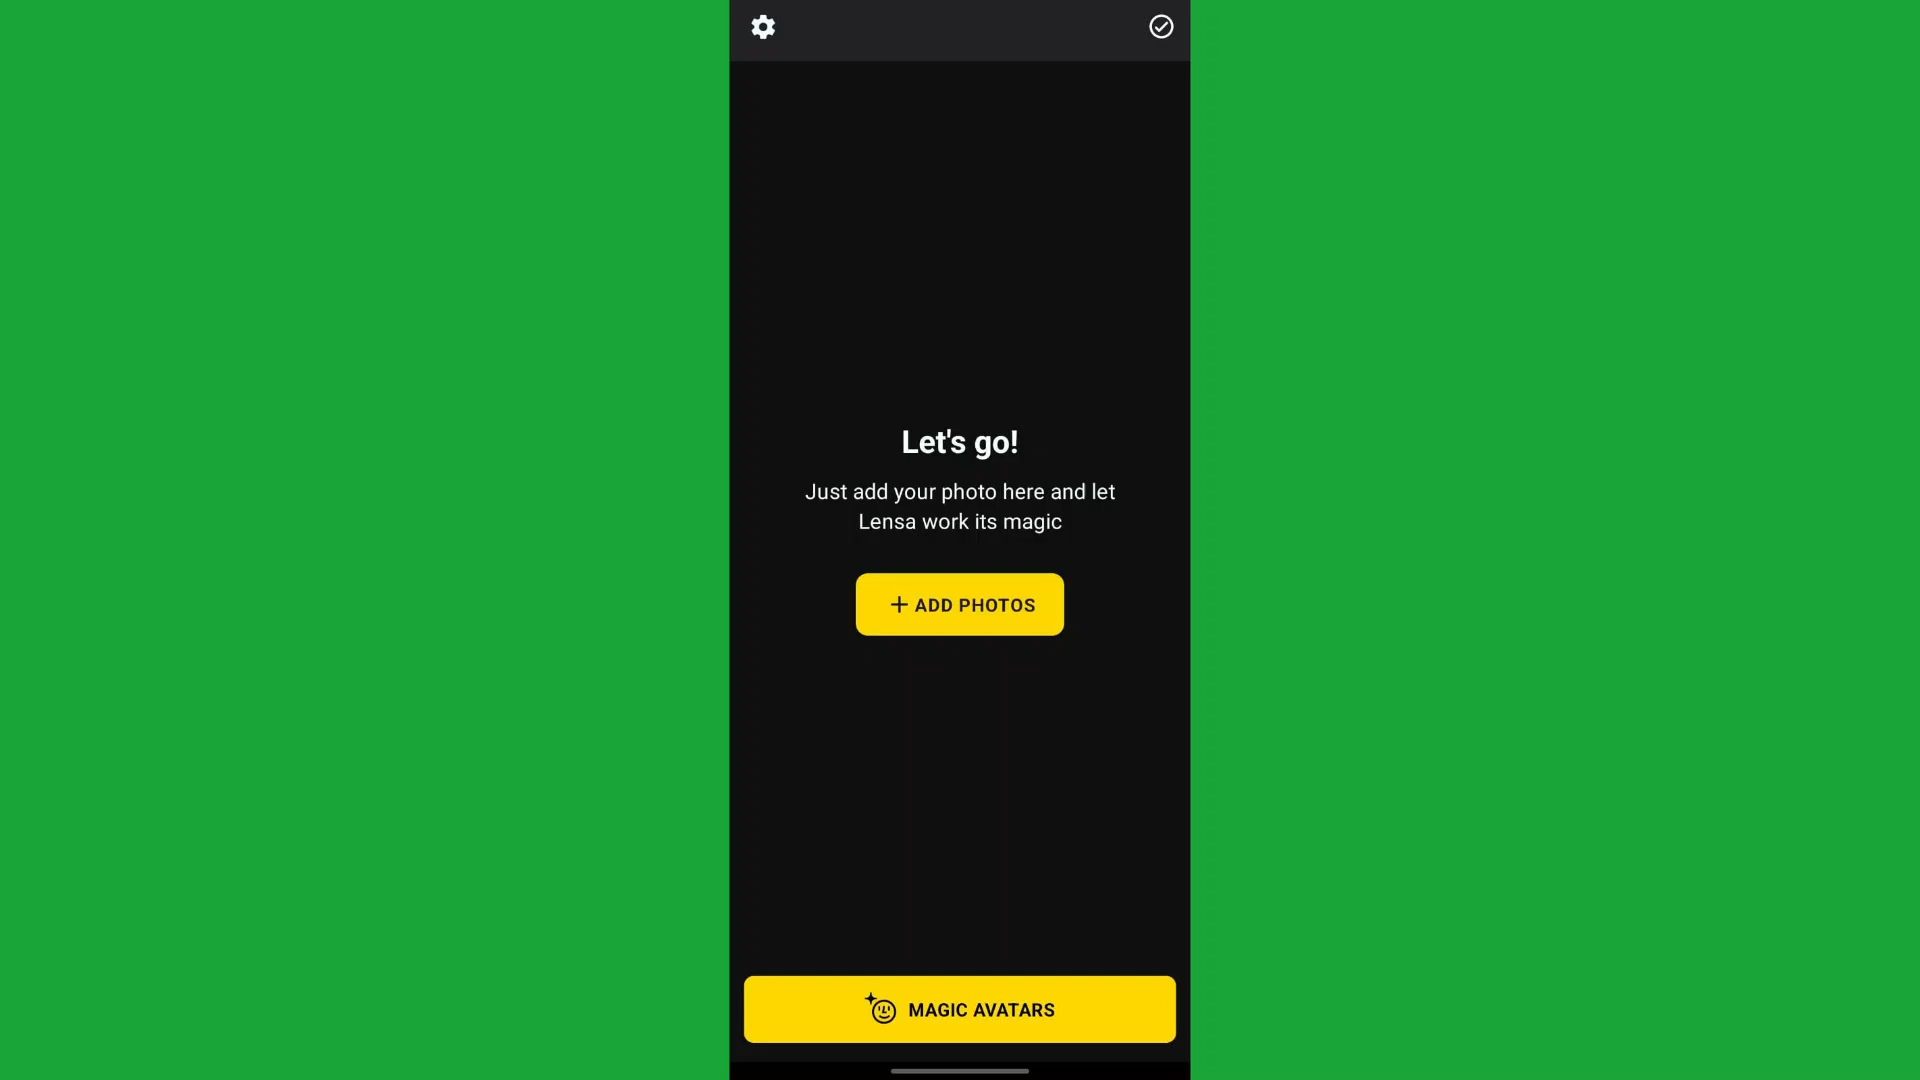 Let's go!
Just add your photo here and let
Lensa work its magic
+ ADD PHOTOS
MAGIC AVATARS